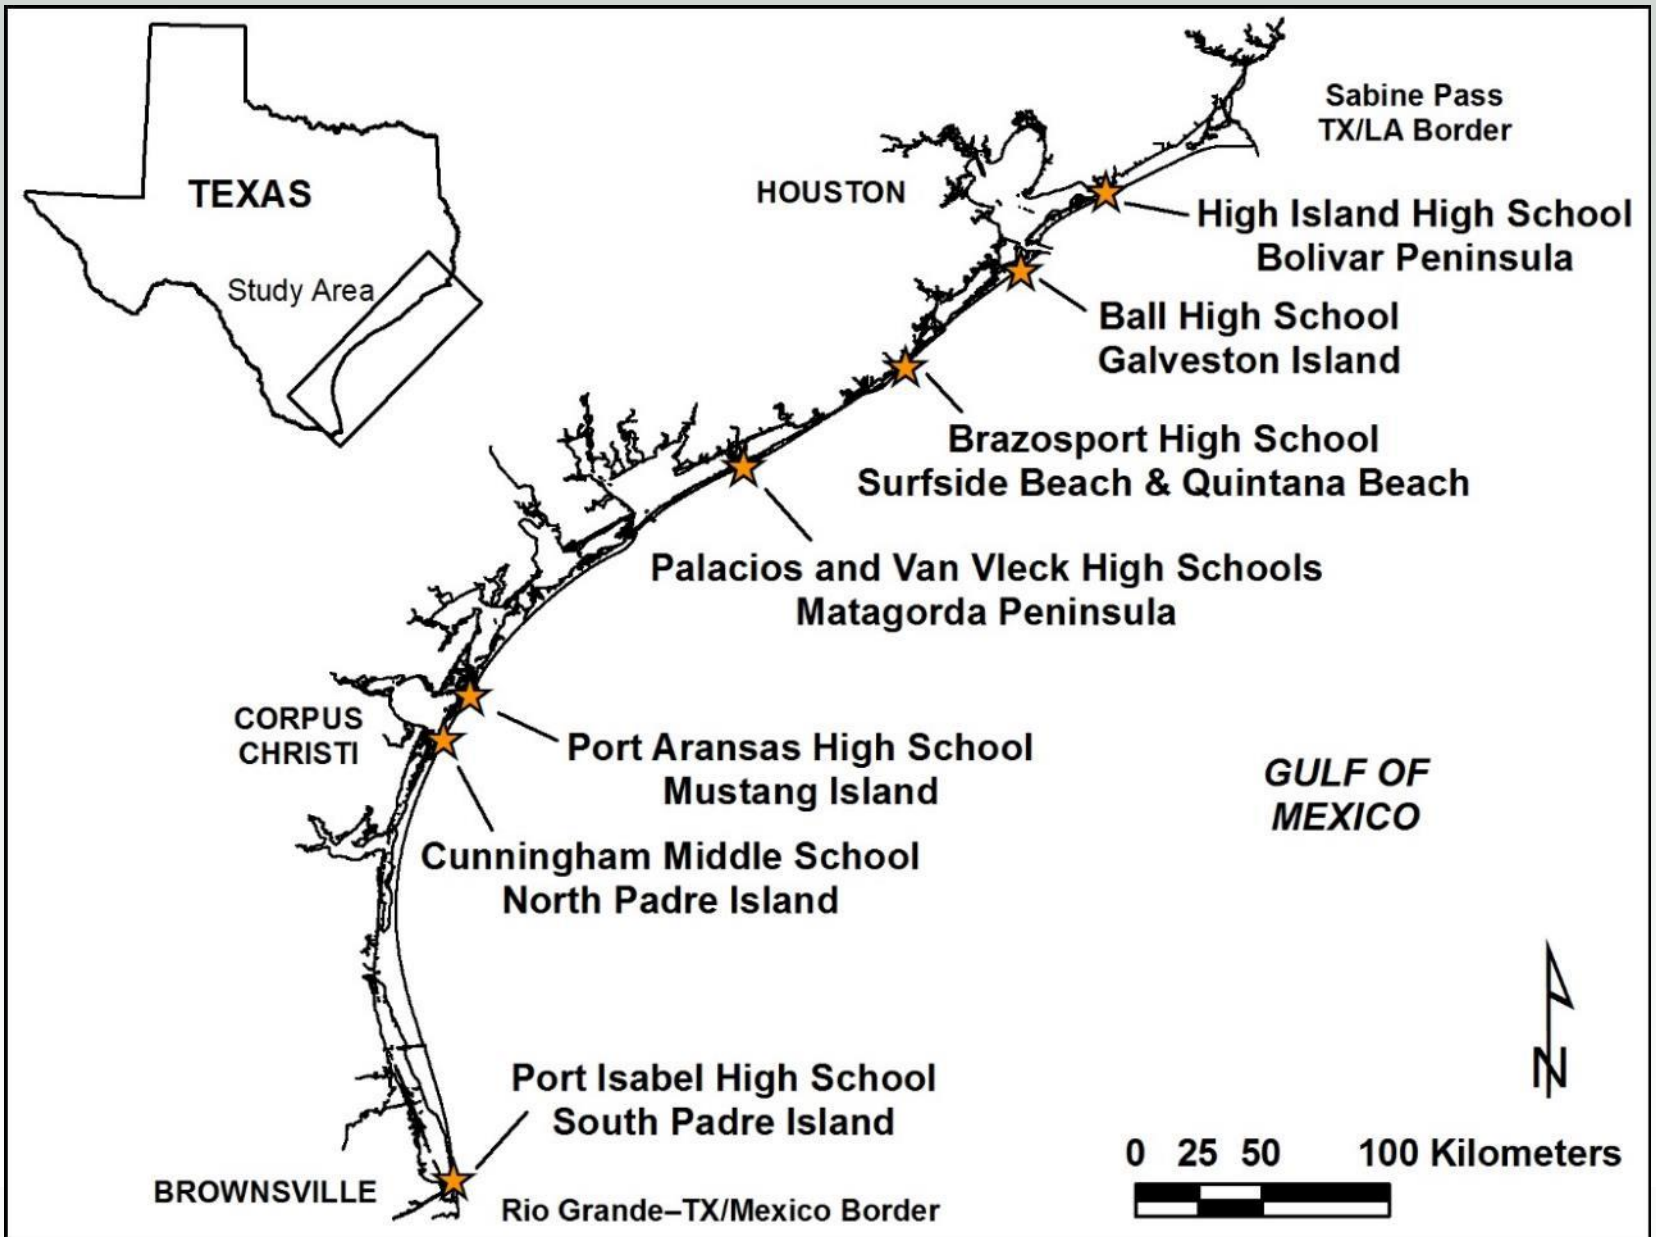 Sabine Pass
TX/LA Border
TEXAS
HOUSTON
High Island High School
Bolivar Peninsula
Study Area
Ball High School
Galveston Island
Brazosport High School
Surfside Beach & Quintana Beach
Palacios and Van Vleck High Schools
Matagorda Peninsula
CORPUS
CHRISTI
Port Aransas High School
Mustang Island
GULF OF
MEXICO
Cunningham Middle School
North Padre Island
N
Port Isabel High School
South Padre Island
0 25 50 100 Kilometers
BROWNSVILLE
Rio Grande–TX/Mexico Border